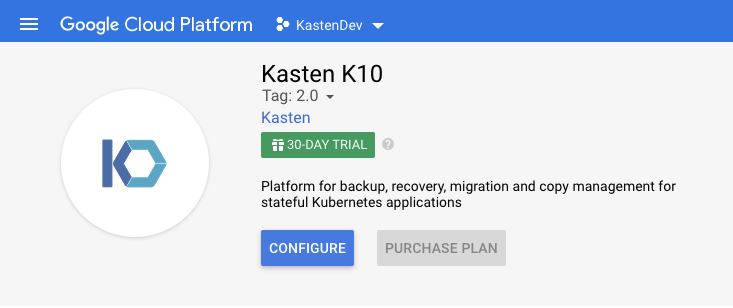 Google Cloud Platform
KastenDev
Kasten K10
Tag: 2.0
Kasten
30-DAY TRIAL
?
Platform for backup, recovery, migration and copy management for
stateful Kubernetes applications
CONFIGURE
PURCHASE PLAN